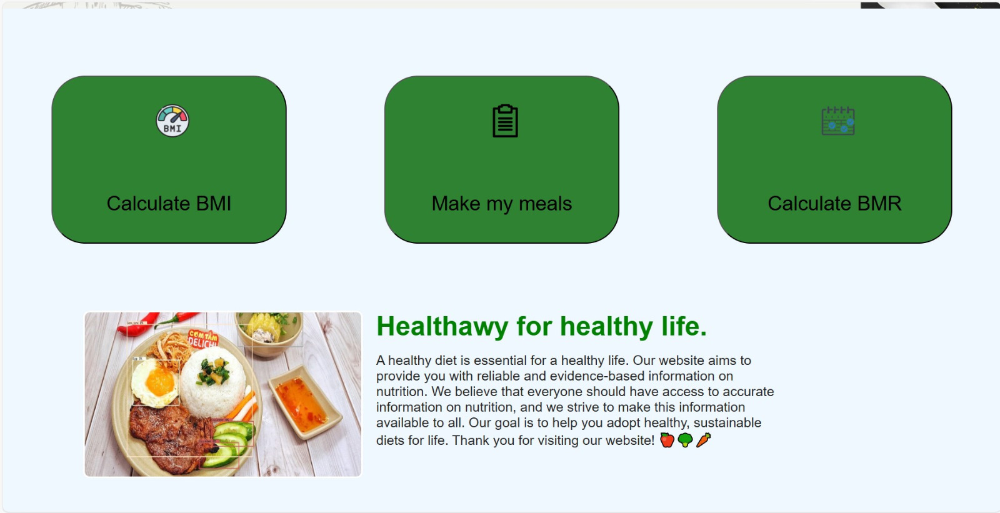 BMI
Calculate BMI
Make my meals
Calculate BMR
CƠM TẤM
DELICHI
Healthawy for healthy life.
A healthy diet is essential for a healthy life. Our website aims to
provide you with reliable and evidence-based information on
nutrition. We believe that everyone should have access to accurate
information on nutrition, and we strive to make this information
available to all. Our goal is to help you adopt healthy, sustainable
diets for life. Thank you for visiting our website! 🍎🥦🥕